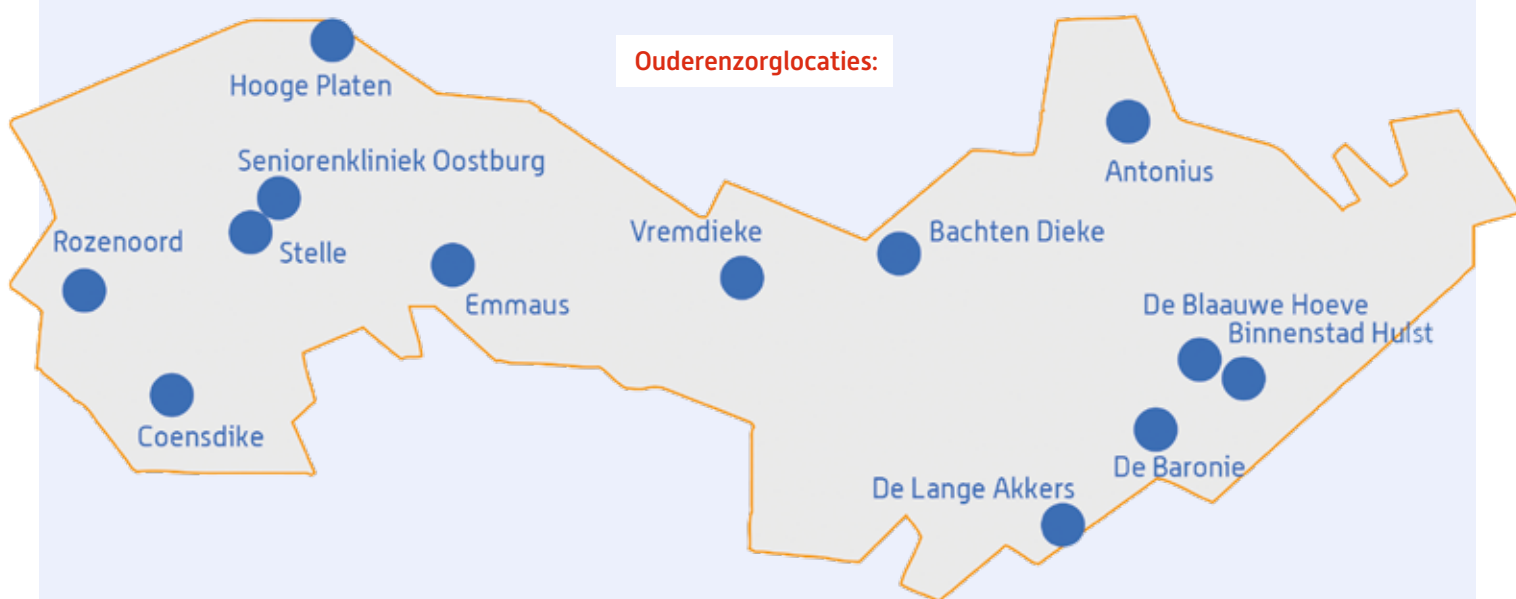 Ouderenzorglocaties:
Hooge Platen
Seniorenkliniek Oostburg
Antonius
Rozenoord
Stelle
Vremdieke
Bachten Dieke
Emmaus
De Blaauwe Hoeve
Binnenstad Hulst
Coensdike
De Baronie
De Lange Akkers